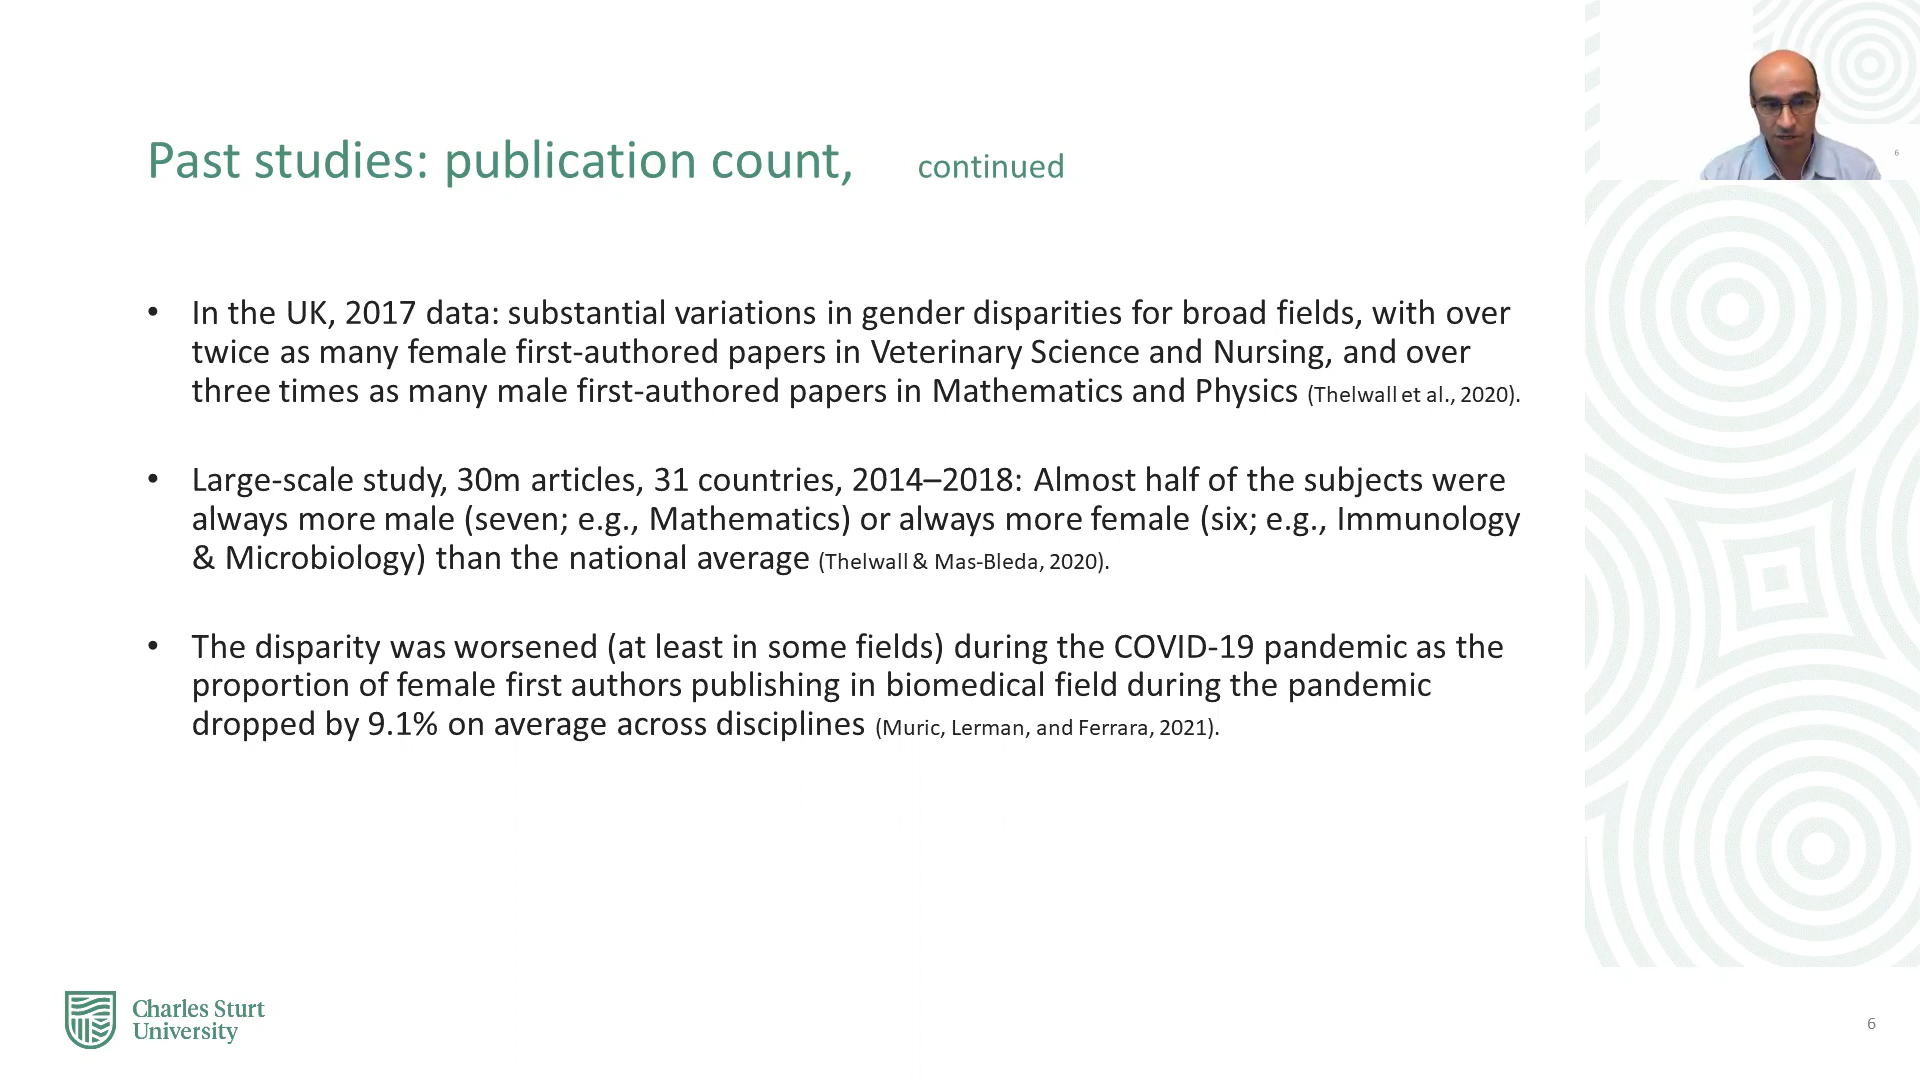 Past studies: publication count, continued
• In the UK, 2017 data: substantial variations in gender disparities for broad fields, with over
twice as many female first-authored papers in Veterinary Science and Nursing, and over
three times as many male first-authored papers in Mathematics and Physics (Thelwall et al., 2020).
• Large-scale study, 30m articles, 31 countries, 2014–2018: Almost half of the subjects were
always more male (seven; e.g., Mathematics) or always more female (six; e.g., Immunology
& Microbiology) than the national average (Thelwall & Mas-Bleda, 2020).
• The disparity was worsened (at least in some fields) during the COVID-19 pandemic as the
proportion of female first authors publishing in biomedical field during the pandemic
dropped by 9.1% on average across disciplines (Muric, Lerman, and Ferrara, 2021).
Charles Sturt
University
6
6